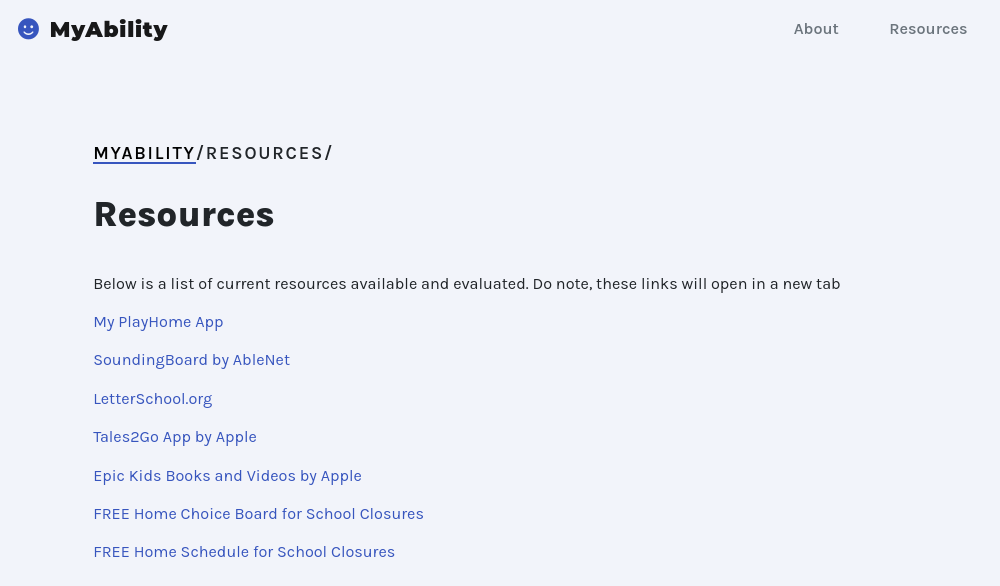 MyAbility
About
Resources
MYABILITY/RESOURCES/
Resources
Below is a list of current resources available and evaluated. Do note, these links will open in a new tab
My PlayHome App
SoundingBoard by AbleNet
LetterSchool.org
Tales2Go App by Apple
Epic Kids Books and Videos by Apple
FREE Home Choice Board for School Closures
FREE Home Schedule for School Closures